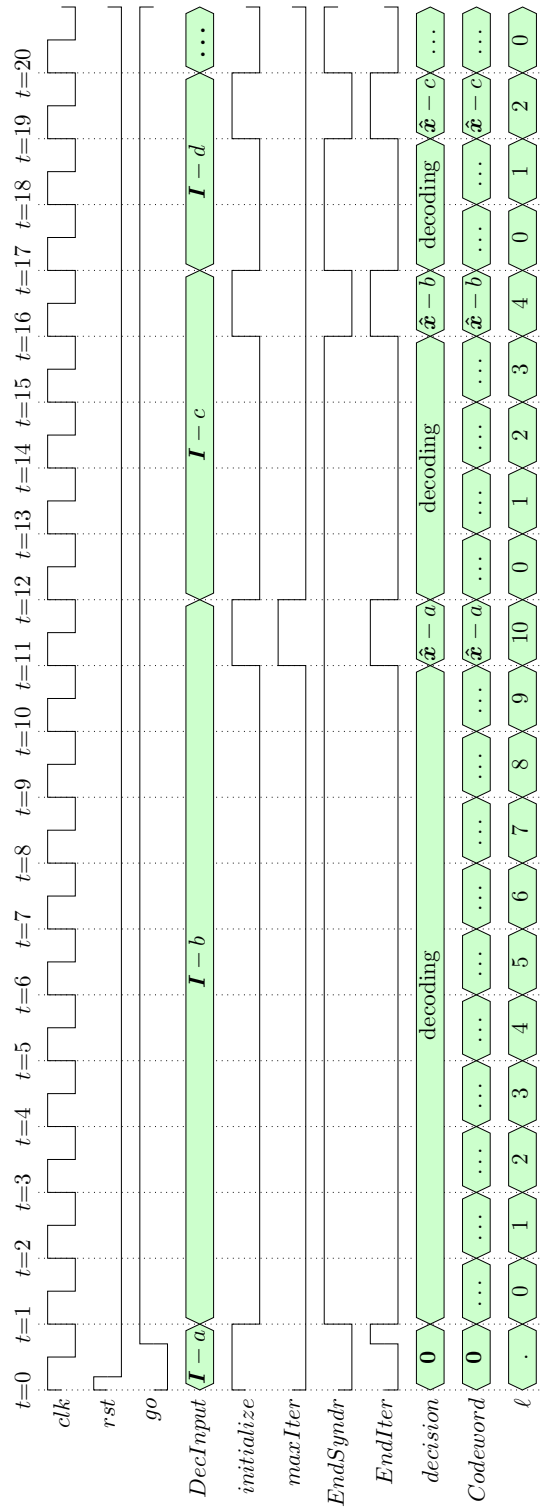 t=0 t=1 t=2 t=3 t=4 t=5 t=6 t=7 t=8 t=9 t=10 t=11 t=12 t=13 t=14 t=15 t=16 t=17 t=18 t=19 t=20
clk
rst
go
DecInput I − a I − b I − c I − d ...
initialize
maxIter
EndSyndr
EndIter
decision 0 decoding x̂ − a decoding x̂ − b decoding x̂ − c ...
Codeword 0 ... ... ... ... ... ... ... ... ... ... x̂ − a ... ... ... ... x̂ − b ... ... x̂ − c ...
ℓ . 0 1 2 3 4 5 6 7 8 9 10 0 1 2 3 4 0 1 2 0